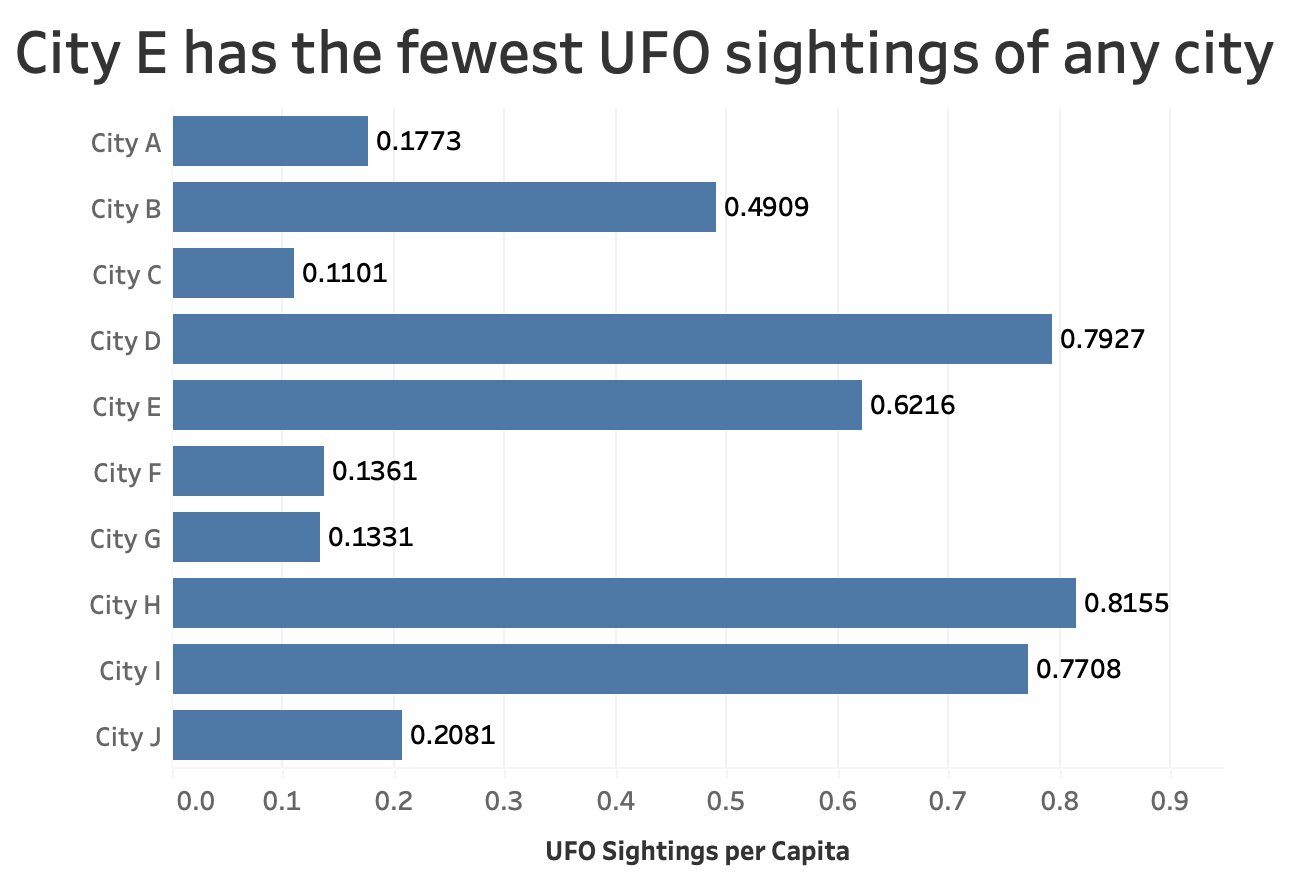 City E has the fewest UFO sightings of any city
City A 0.1773
City B 0.4909
City C 0.1101
City D 0.7927
City E 0.6216
City F 0.1361
City G 0.1331
City H 0.8155
City I 0.7708
City J 0.2081
0.0 0.1 0.2 0.3 0.4 0.5 0.6 0.7 0.8 0.9
UFO Sightings per Capita